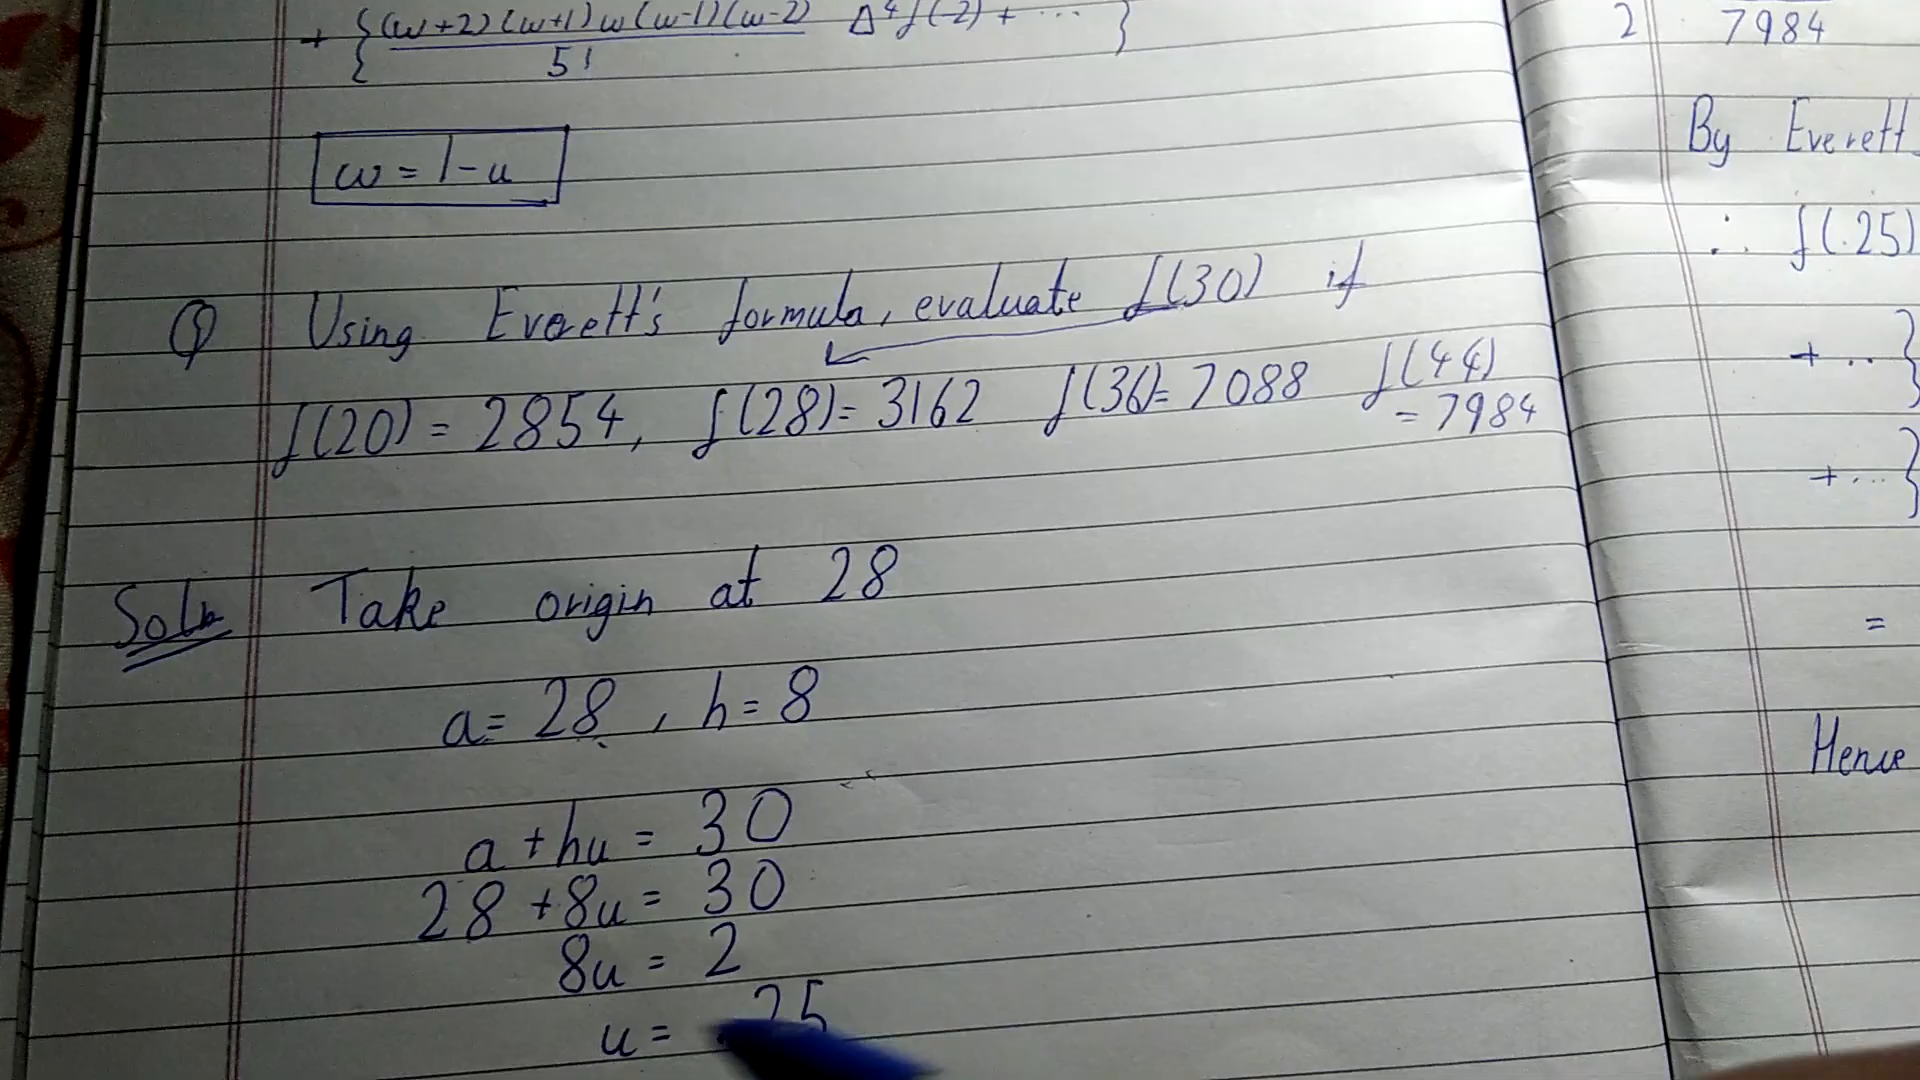 + { (w+2)(w+1)w(w-1)(w-2) / 5! Δ⁴f(-2) + ... }
w = 1-u
Q Using Everett's formula, evaluate f(30) if
f(20) = 2854, f(28) = 3162 f(36) = 7088 f(44)
= 7984
Soln Take origin at 28
a = 28, h = 8
a + hu = 30
28 + 8u = 30
8u = 2
u = .25
2 7984
By Everett
∴ f(.25)
+ .. }
+ ... }
=
Hence